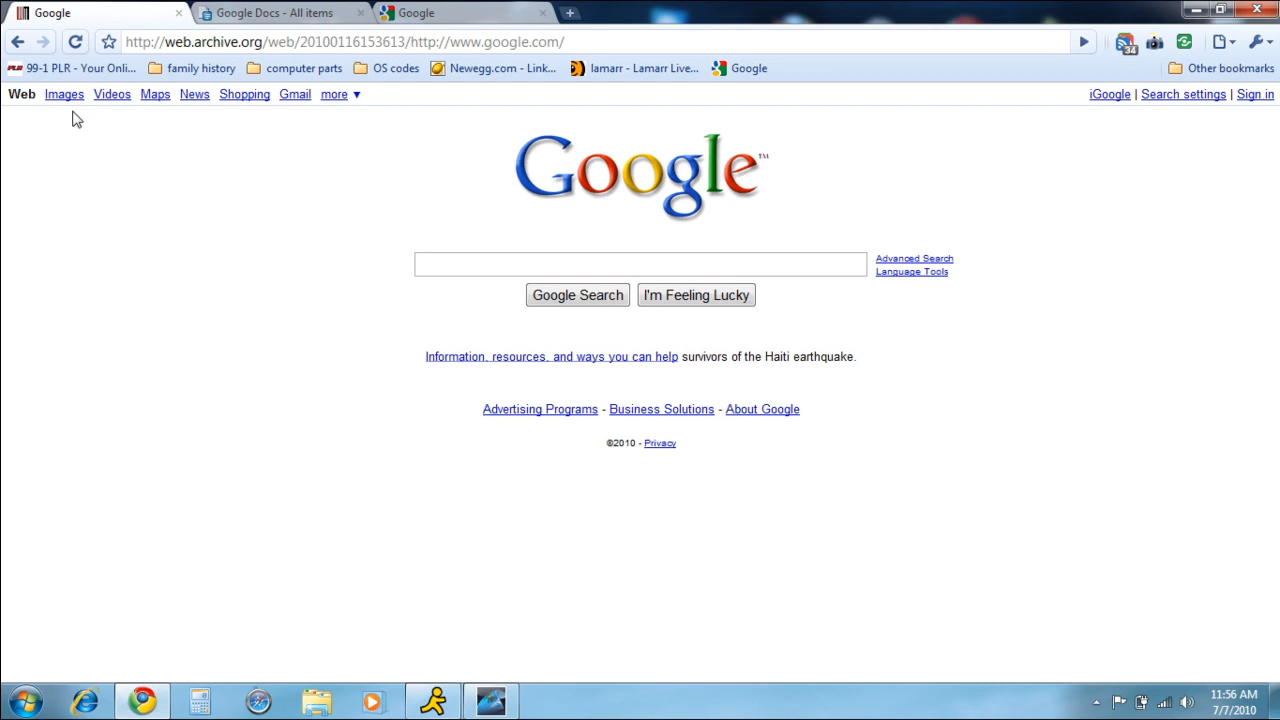 Google
Google Docs - All items
Google
http://web.archive.org/web/20100116153613/http://www.google.com/
34
PLR 99-1 PLR - Your Onli...
family history
computer parts
OS codes
Newegg.com - Link...
lamarr - Lamarr Live...
Google
Other bookmarks
Web Images Videos Maps News Shopping Gmail more ▼
iGoogle | Search settings | Sign in
Google™
Advanced Search
Language Tools
Google Search
I'm Feeling Lucky
Information, resources, and ways you can help survivors of the Haiti earthquake.
Advertising Programs - Business Solutions - About Google
©2010 - Privacy
11:56 AM
7/7/2010